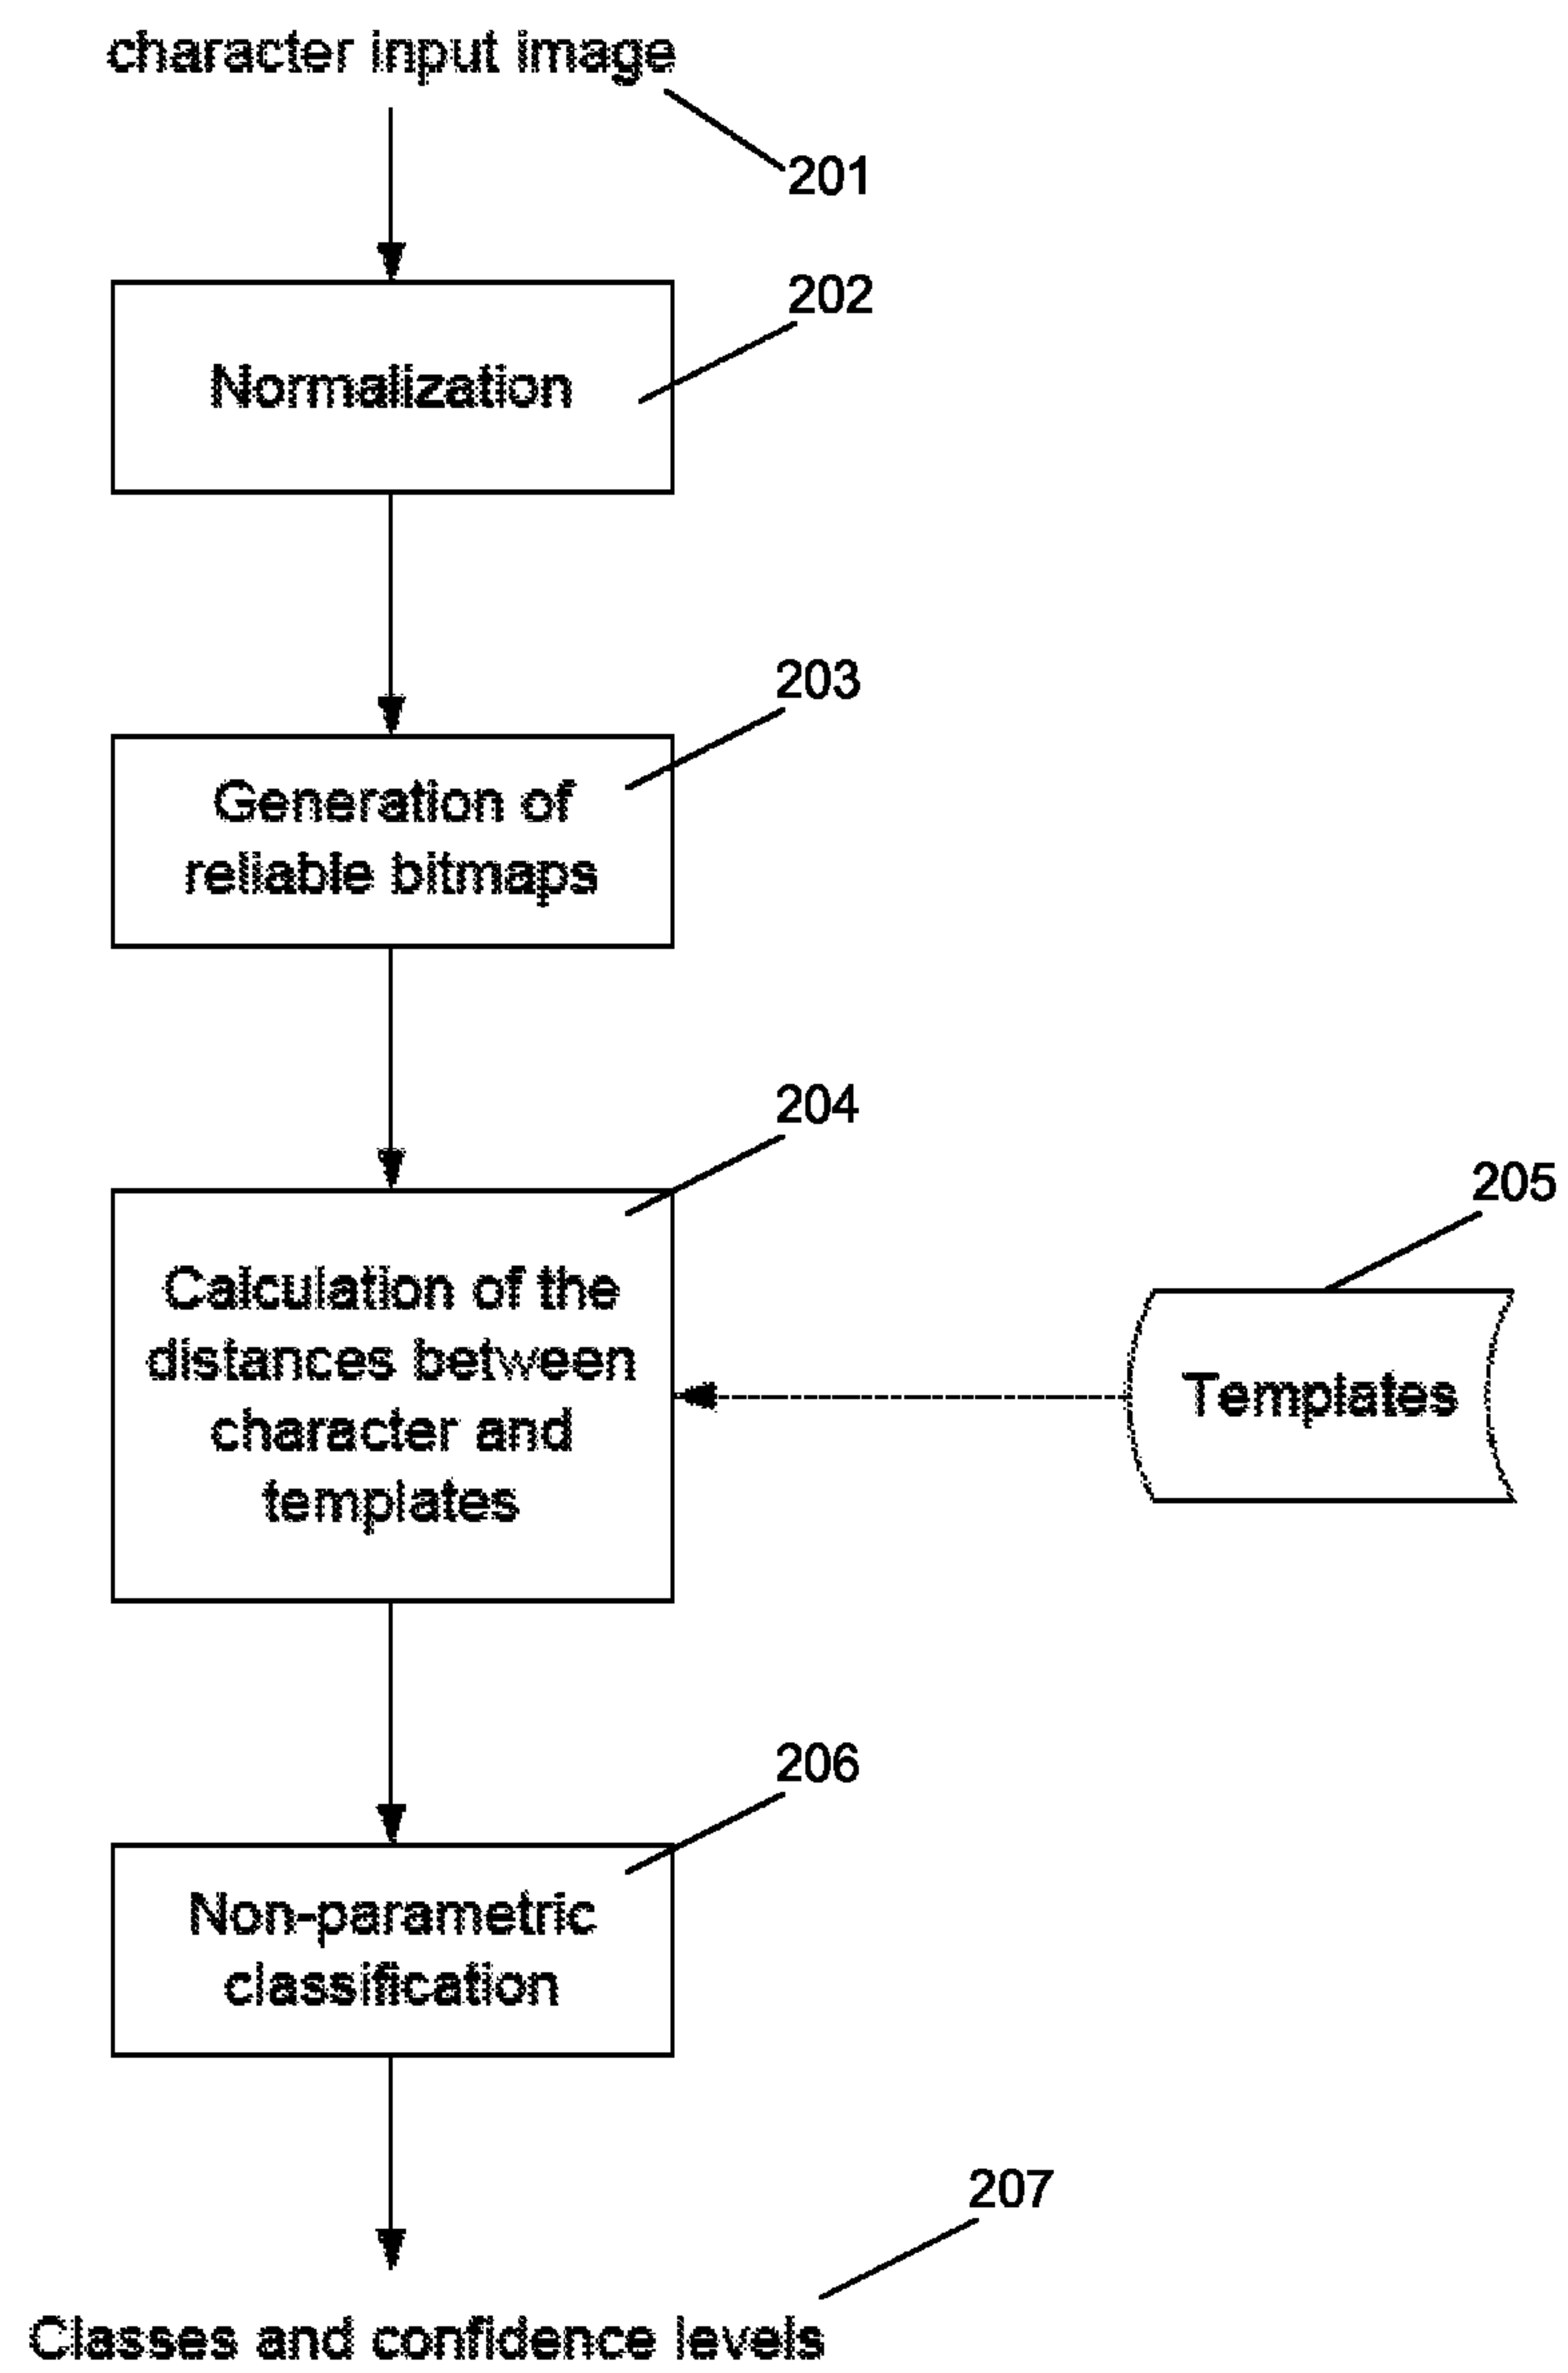 character input image
201
202
Normalization
203
Generation of
reliable bitmaps
204
205
Calculation of the
distances between
character and
templates
Templates
206
Non-parametric
classification
207
Classes and confidence levels